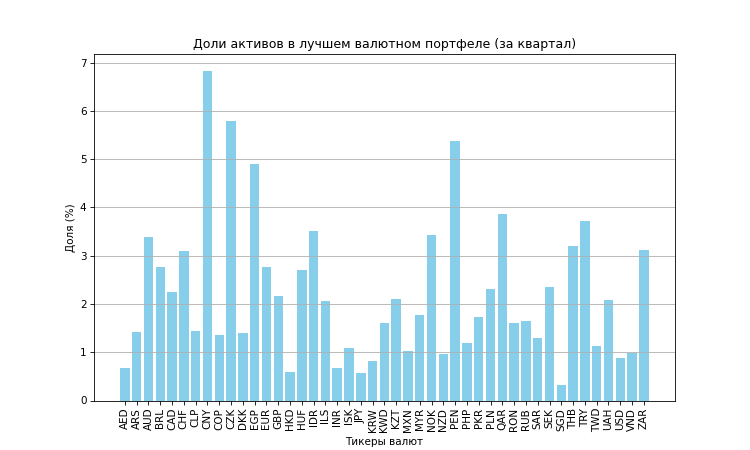 Доли активов в лучшем валютном портфеле (за квартал)
Доля (%)
7
6
5
4
3
2
1
0
AED ARS AUD BRL CAD CHF CLP CNY COP CZK DKK EGP EUR GBP HKD HUF IDR ILS INR ISK JPY KRW KWD KZT MXN MYR NOK NZD PEN PHP PKR PLN QAR RON RUB SAR SEK SGD THB TRY TWD UAH USD VND ZAR
Тикеры валют